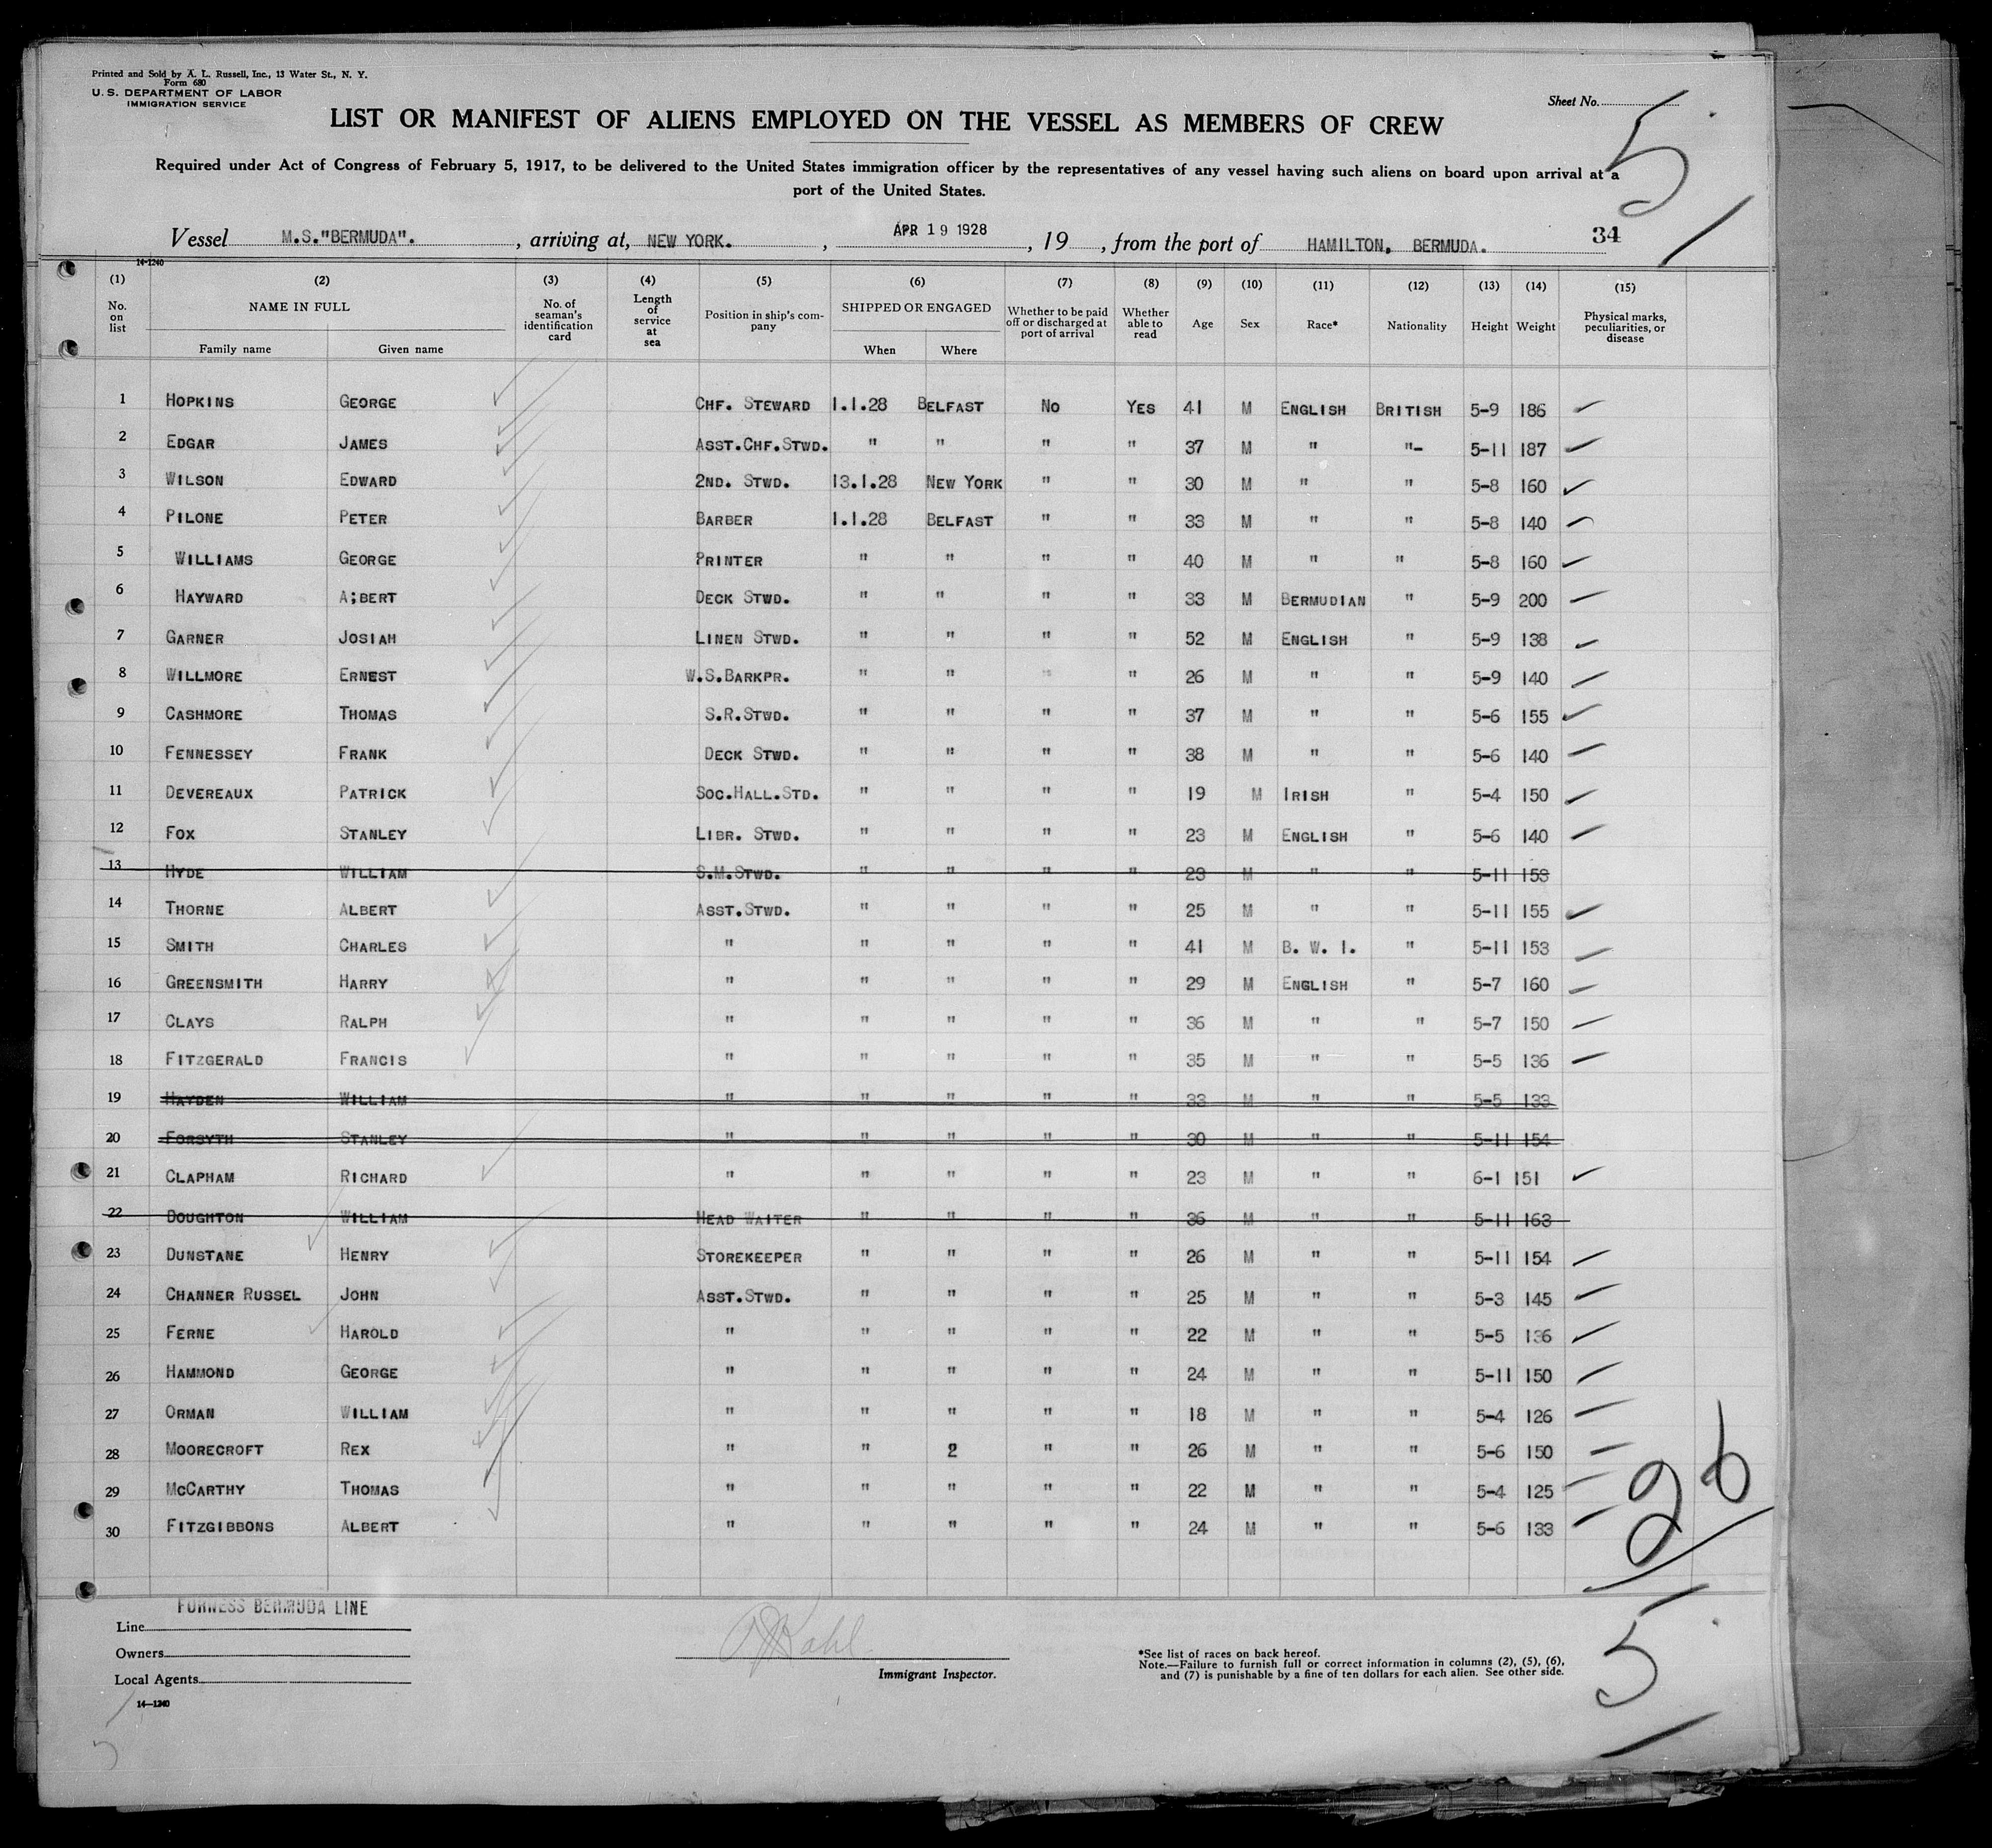 Printed and Sold by A. L. Russell, Inc., 13 Water St., N. Y.
Form 680
U. S. DEPARTMENT OF LABOR
IMMIGRATION SERVICE
Sheet No. 5
LIST OR MANIFEST OF ALIENS EMPLOYED ON THE VESSEL AS MEMBERS OF CREW
Required under Act of Congress of February 5, 1917, to be delivered to the United States immigration officer by the representatives of any vessel having such aliens on board upon arrival at a
port of the United States.
Vessel M.S."BERMUDA". , arriving at, NEW YORK. , APR 19 1928 , 19 , from the port of HAMILTON, BERMUDA. 34
14-1240
(1) (2) (3) (4) (5) (6) (7) (8) (9) (10) (11) (12) (13) (14) (15)
No. on list NAME IN FULL Family name Given name No. of seaman's identification card Length of service at sea Position in ship's company SHIPPED OR ENGAGED When Where Whether to be paid off or discharged at port of arrival Whether able to read Age Sex Race* Nationality Height Weight Physical marks, peculiarities, or disease
1 HOPKINS GEORGE CHF. STEWARD 1.1.28 BELFAST No YES 41 M ENGLISH BRITISH 5-9 186
2 EDGAR JAMES ASST.CHF.STWD. " " " " 37 M " "- 5-11 187
3 WILSON EDWARD 2ND. STWD. 13.1.28 NEW YORK " " 30 M " " 5-8 160
4 PILONE PETER BARBER 1.1.28 BELFAST " " 33 M " " 5-8 140
5 WILLIAMS GEORGE PRINTER " " " " 40 M " " 5-8 160
6 HAYWARD A;BERT DECK STWD. " " " " 33 M BERMUDIAN " 5-9 200
7 GARNER JOSIAH LINEN STWD. " " " " 52 M ENGLISH " 5-9 138
8 WILLMORE ERNEST W.S.BARKPR. " " " " 26 M " " 5-9 140
9 CASHMORE THOMAS S.R.STWD. " " " " 37 M " " 5-6 155
10 FENNESSEY FRANK DECK STWD. " " " " 38 M " " 5-6 140
11 DEVEREAUX PATRICK SOC.HALL.STD. " " " " 19 M IRISH " 5-4 150
12 FOX STANLEY LIBR. STWD. " " " " 23 M ENGLISH " 5-6 140
13 HYDE WILLIAM S.M.STWD. " " " " 23 M " " 5-11 153
14 THORNE ALBERT ASST.STWD. " " " " 25 M " " 5-11 155
15 SMITH CHARLES " " " " " 41 M B. W. I. " 5-11 153
16 GREENSMITH HARRY " " " " " 29 M ENGLISH " 5-7 160
17 CLAYS RALPH " " " " " 36 M " " 5-7 150
18 FITZGERALD FRANCIS " " " " " 35 M " " 5-5 136
19 HAYDEN WILLIAM " " " " " 33 M " " 5-5 133
20 FORSYTH STANLEY " " " " " 30 M " " 5-11 154
21 CLAPHAM RICHARD " " " " " 23 M " " 6-1 151
22 DOUGHTON WILLIAM HEAD WAITER " " " " 36 M " " 5-11 163
23 DUNSTANE HENRY STOREKEEPER " " " " 26 M " " 5-11 154
24 CHANNER RUSSEL JOHN ASST.STWD. " " " " 25 M " " 5-3 145
25 FERNE HAROLD " " " " " 22 M " " 5-5 136
26 HAMMOND GEORGE " " " " " 24 M " " 5-11 150
27 ORMAN WILLIAM " " " " " 18 M " " 5-4 126
28 MOORECROFT REX " " 2 " " 26 M " " 5-6 150
29 McCARTHY THOMAS " " " " " 22 M " " 5-4 125
30 FITZGIBBONS ALBERT " " " " " 24 M " " 5-6 133
26
5
Line FURNESS BERMUDA LINE
Owners
Local Agents
14-1240
Kahl
Immigrant Inspector.
*See list of races on back hereof.
Note.—Failure to furnish full or correct information in columns (2), (5), (6),
and (7) is punishable by a fine of ten dollars for each alien. See other side.